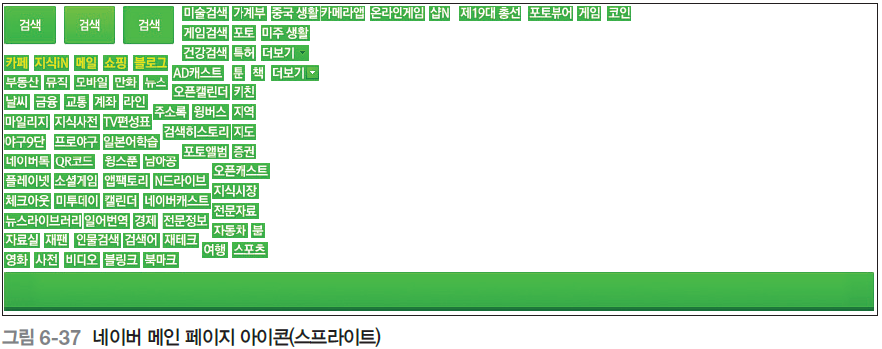 검색 검색 검색 미술검색 가계부 중국 생활 카메라앱 온라인게임 샵N 제19대 총선 포토뷰어 게임 코인
게임검색 포토 미주 생활
건강검색 특허 더보기
카페 지식iN 메일 쇼핑 블로그 AD캐스트 툰 책 더보기
부동산 뮤직 모바일 만화 뉴스 오픈캘린더 키친
날씨 금융 교통 계좌 라인 주소록 윙버스 지역
마일리지 지식사전 TV편성표 검색히스토리 지도
야구9단 프로야구 일본어학습 포토앨범 증권
네이버톡 QR코드 윙스푼 남아공 오픈캐스트
플레이넷 소셜게임 앱팩토리 N드라이브 지식시장
체크아웃 미투데이 캘린더 네이버캐스트 전문자료
뉴스라이브러리 일어번역 경제 전문정보 자동차 붐
자료실 재팬 인물검색 검색어 재테크 여행 스포츠
영화 사전 비디오 블링크 북마크
그림 6-37 네이버 메인 페이지 아이콘(스프라이트)